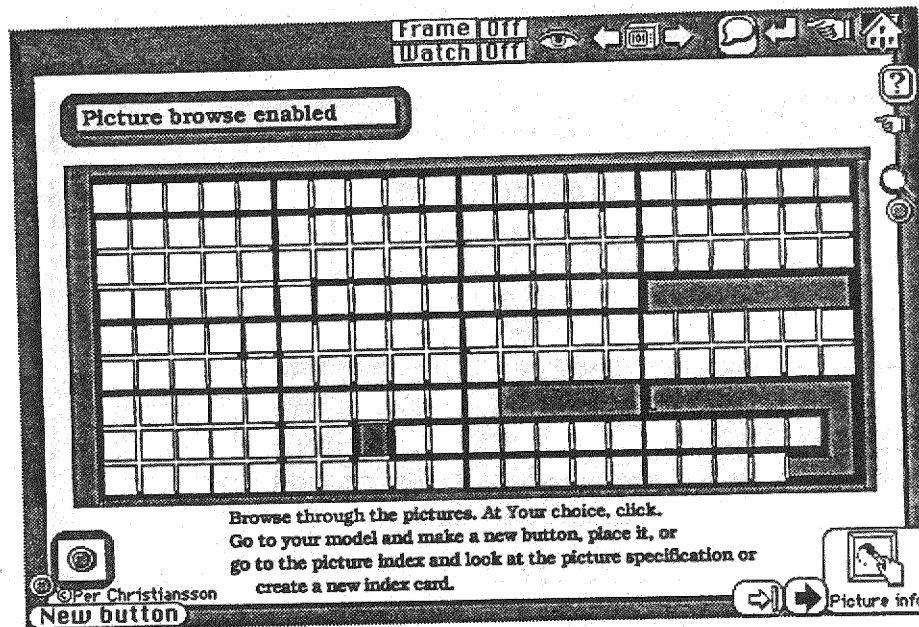 Frame Off
Watch Off
Picture browse enabled
?
Browse through the pictures. At Your choice, click.
Go to your model and make a new button, place it, or
go to the picture index and look at the picture specification or
create a new index card.
©Per Christiansson
New button
Picture info